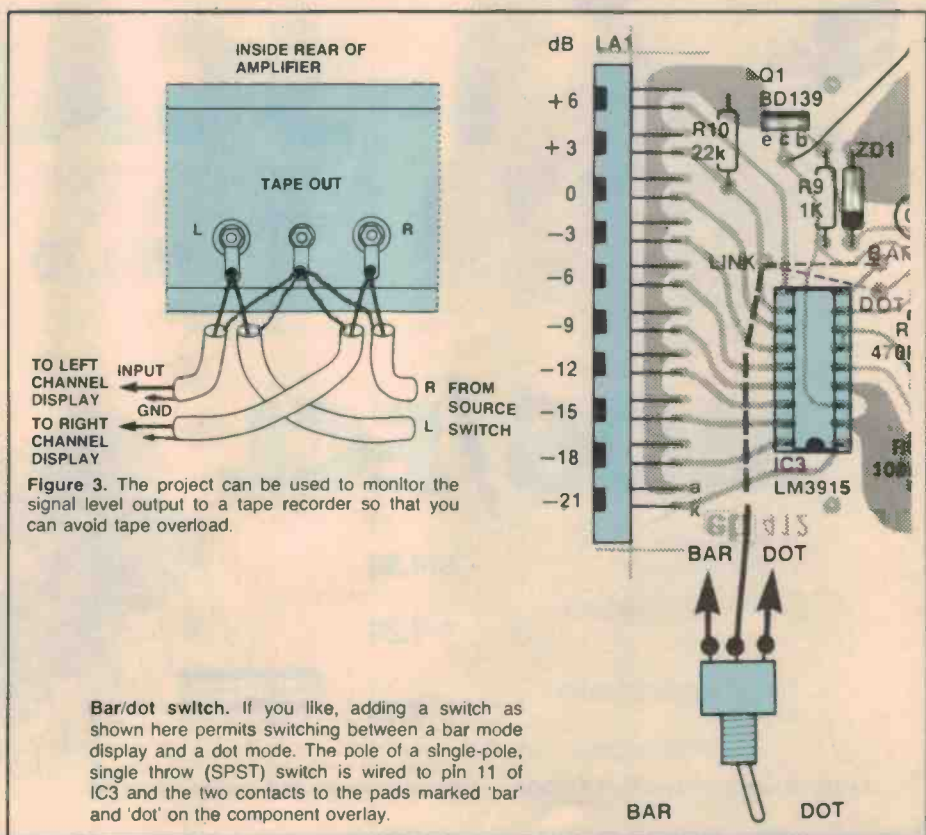 INSIDE REAR OF
AMPLIFIER
TAPE OUT
L
R
TO LEFT
CHANNEL
DISPLAY
INPUT
GND
TO RIGHT
CHANNEL
DISPLAY
R FROM
SOURCE
L SWITCH
Figure 3. The project can be used to monitor the
signal level output to a tape recorder so that you
can avoid tape overload.
dB LA1
+6
+3
0
−3
−6
−9
−12
−15
−18
−21
Q1
BD139
e c b
R10
22k
ZD1
R9
1K
LINK
DOT
IC3
LM3915
a
k
BAR DOT
Bar/dot switch. If you like, adding a switch as
shown here permits switching between a bar mode
display and a dot mode. The pole of a single-pole,
single throw (SPST) switch is wired to pin 11 of
IC3 and the two contacts to the pads marked 'bar'
and 'dot' on the component overlay.
BAR DOT